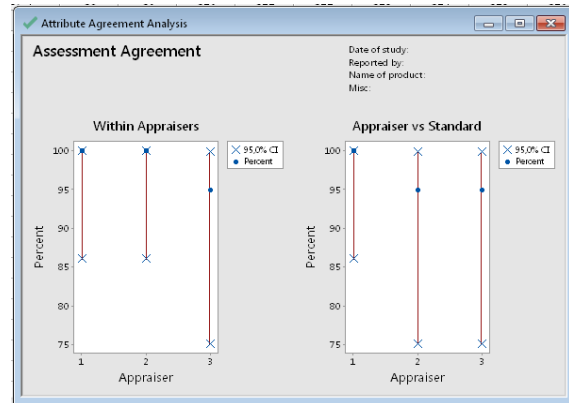 Attribute Agreement Analysis
Assessment Agreement
Date of study:
Reported by:
Name of product:
Misc:
Within Appraisers
100
95
90
85
80
75
Percent
1 2 3
Appraiser
95,0% CI
Percent
Appraiser vs Standard
100
95
90
85
80
75
Percent
1 2 3
Appraiser
95,0% CI
Percent